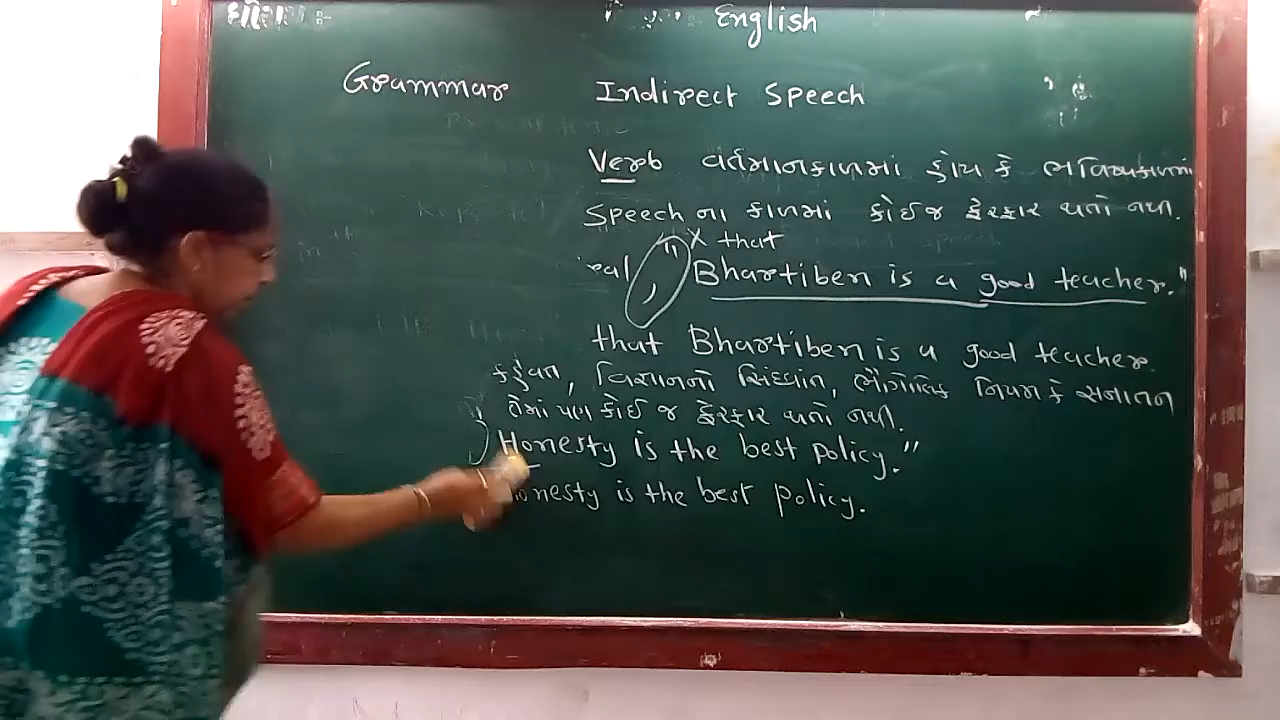 English
Grammar Indirect Speech
Verb વર્તમાનકાળમાં હોય કે ભવિષ્યકાળમાં
Speech ના કાળમાં કોઈ જ ફેરફાર થતો નથી.
x that
," Bhartiben is a good teacher."
that Bhartiben is a good teacher.
કહેવત, વિજ્ઞાનનો સિદ્ધાંત, નિયમ કે સનાતન
તેમાં પણ કોઈ જ ફેરફાર થતો નથી.
Honesty is the best policy."
Honesty is the best policy.